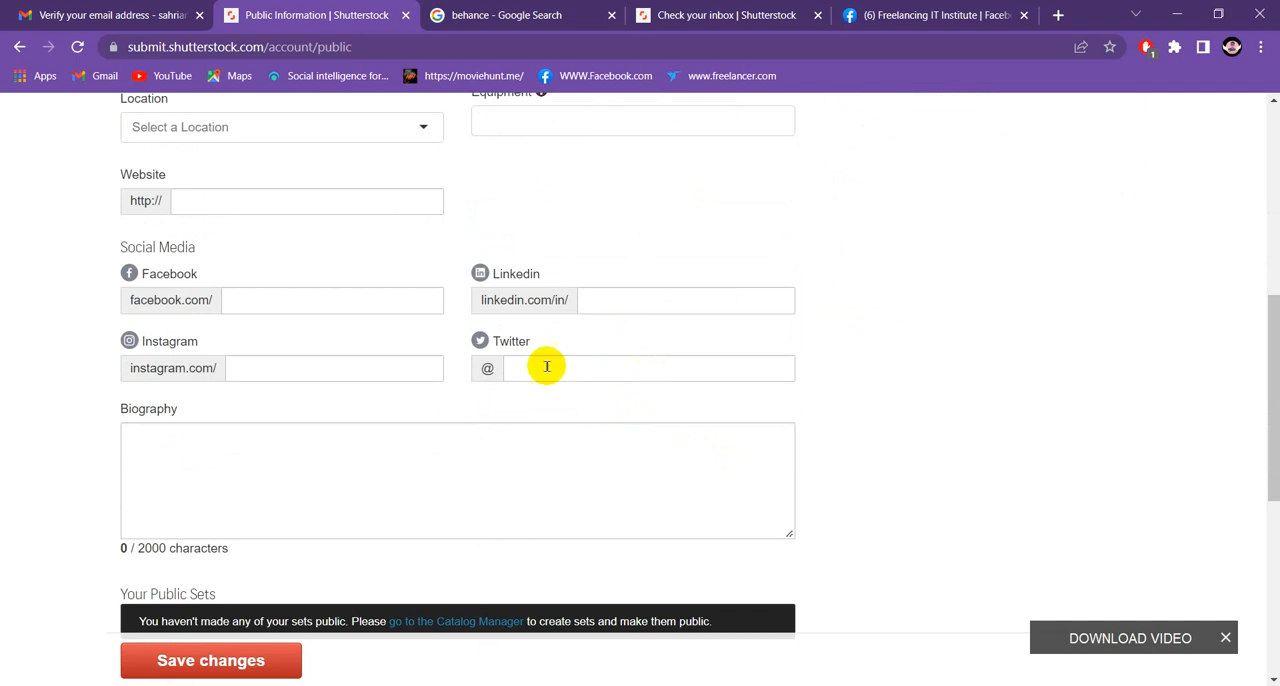 Verify your email address - sahriar
Public Information | Shutterstock
behance - Google Search
Check your inbox | Shutterstock
(6) Freelancing IT Institute | Faceb
submit.shutterstock.com/account/public
1
Apps
Gmail
YouTube
Maps
Social intelligence for...
https://moviehunt.me/
WWW.Facebook.com
www.freelancer.com
Location
Equipment
Select a Location
Website
http://
Social Media
Facebook
Linkedin
facebook.com/
linkedin.com/in/
Instagram
Twitter
instagram.com/
@
Biography
0 / 2000 characters
Your Public Sets
You haven't made any of your sets public. Please go to the Catalog Manager to create sets and make them public.
Save changes
DOWNLOAD VIDEO